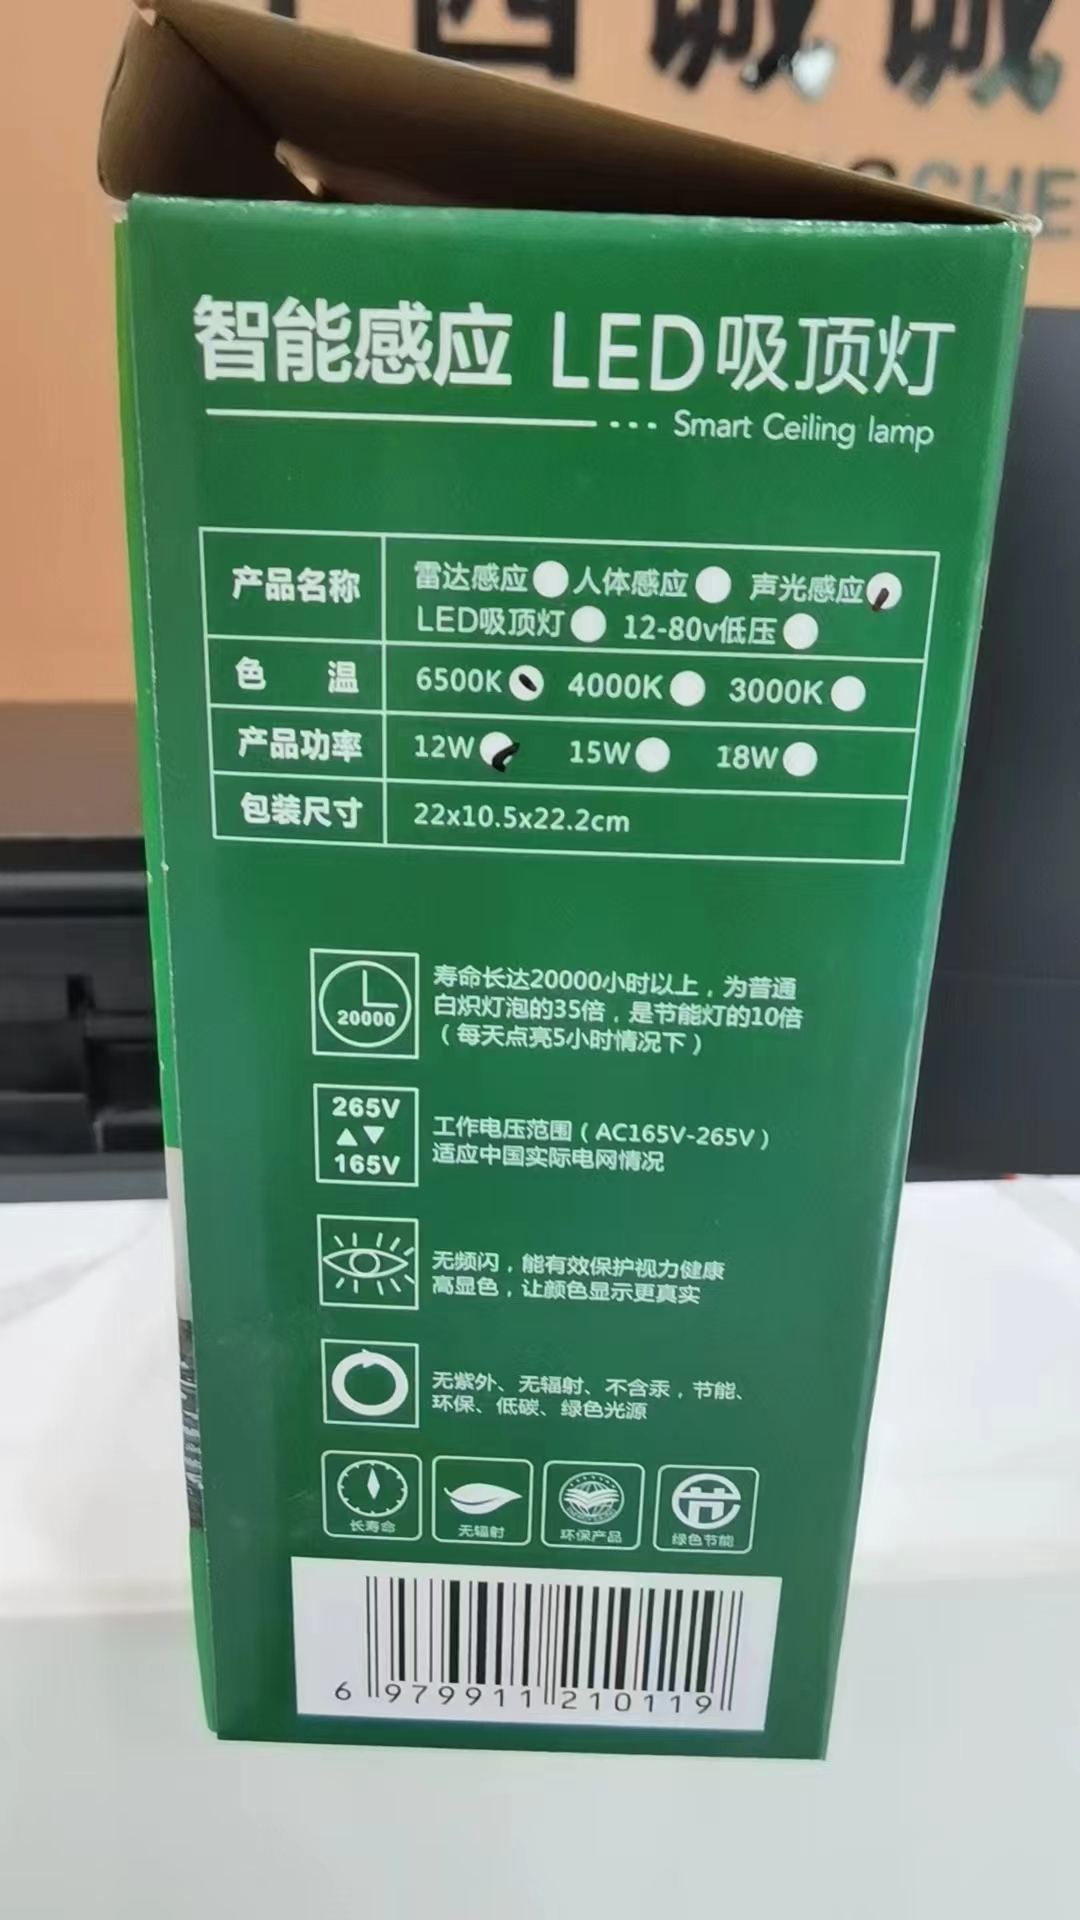 西诚诚
CHE
智能感应 LED吸顶灯
Smart Ceiling lamp
产品名称 雷达感应 人体感应 声光感应
LED吸顶灯 12-80v低压
色 温 6500K 4000K 3000K
产品功率 12W 15W 18W
包装尺寸 22x10.5x22.2cm
20000
寿命长达20000小时以上，为普通
白炽灯泡的35倍，是节能灯的10倍
（每天点亮5小时情况下）
265V
165V
工作电压范围（AC165V-265V）
适应中国实际电网情况
无频闪，能有效保护视力健康
高显色，让颜色显示更真实
无紫外、无辐射、不含汞，节能、
环保、低碳、绿色光源
长寿命 无辐射 环保产品 绿色节能
6 979911 210119